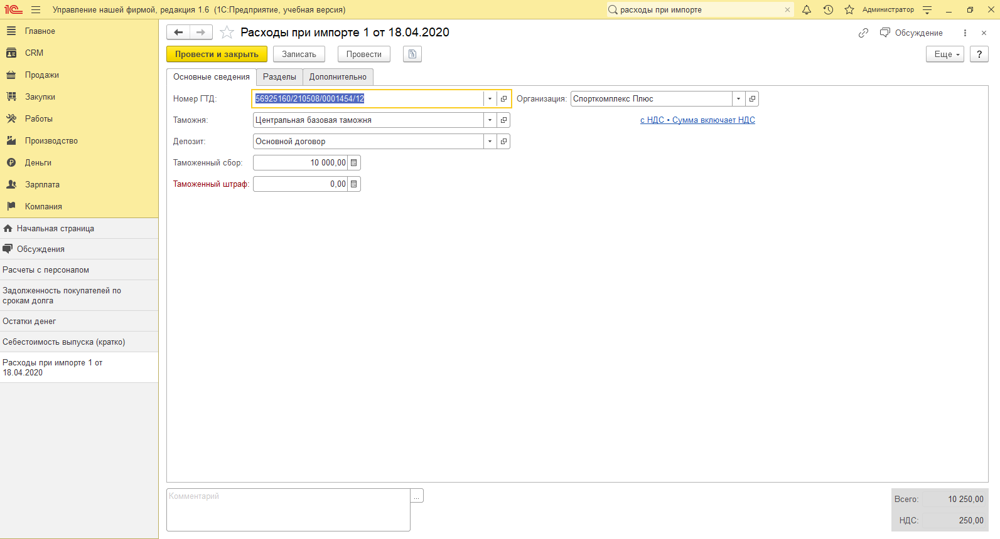 1С Управление нашей фирмой, редакция 1.6 (1С:Предприятие, учебная версия) расходы при импорте Администратор
Главное
CRM
Продажи
Закупки
Работы
Производство
Деньги
Зарплата
Компания
Начальная страница
Обсуждения
Расчеты с персоналом
Задолженность покупателей по
срокам долга
Остатки денег
Себестоимость выпуска (кратко)
Расходы при импорте 1 от
18.04.2020
Расходы при импорте 1 от 18.04.2020 Обсуждение
Провести и закрыть Записать Провести Еще ?
Основные сведения Разделы Дополнительно
Номер ГТД: 56925160/210508/0001454/12 Организация: Спорткомплекс Плюс
Таможня: Центральная базовая таможня с НДС • Сумма включает НДС
Депозит: Основной договор
Таможенный сбор: 10 000,00
Таможенный штраф: 0,00
Комментарий ...
Всего: 10 250,00
НДС: 250,00